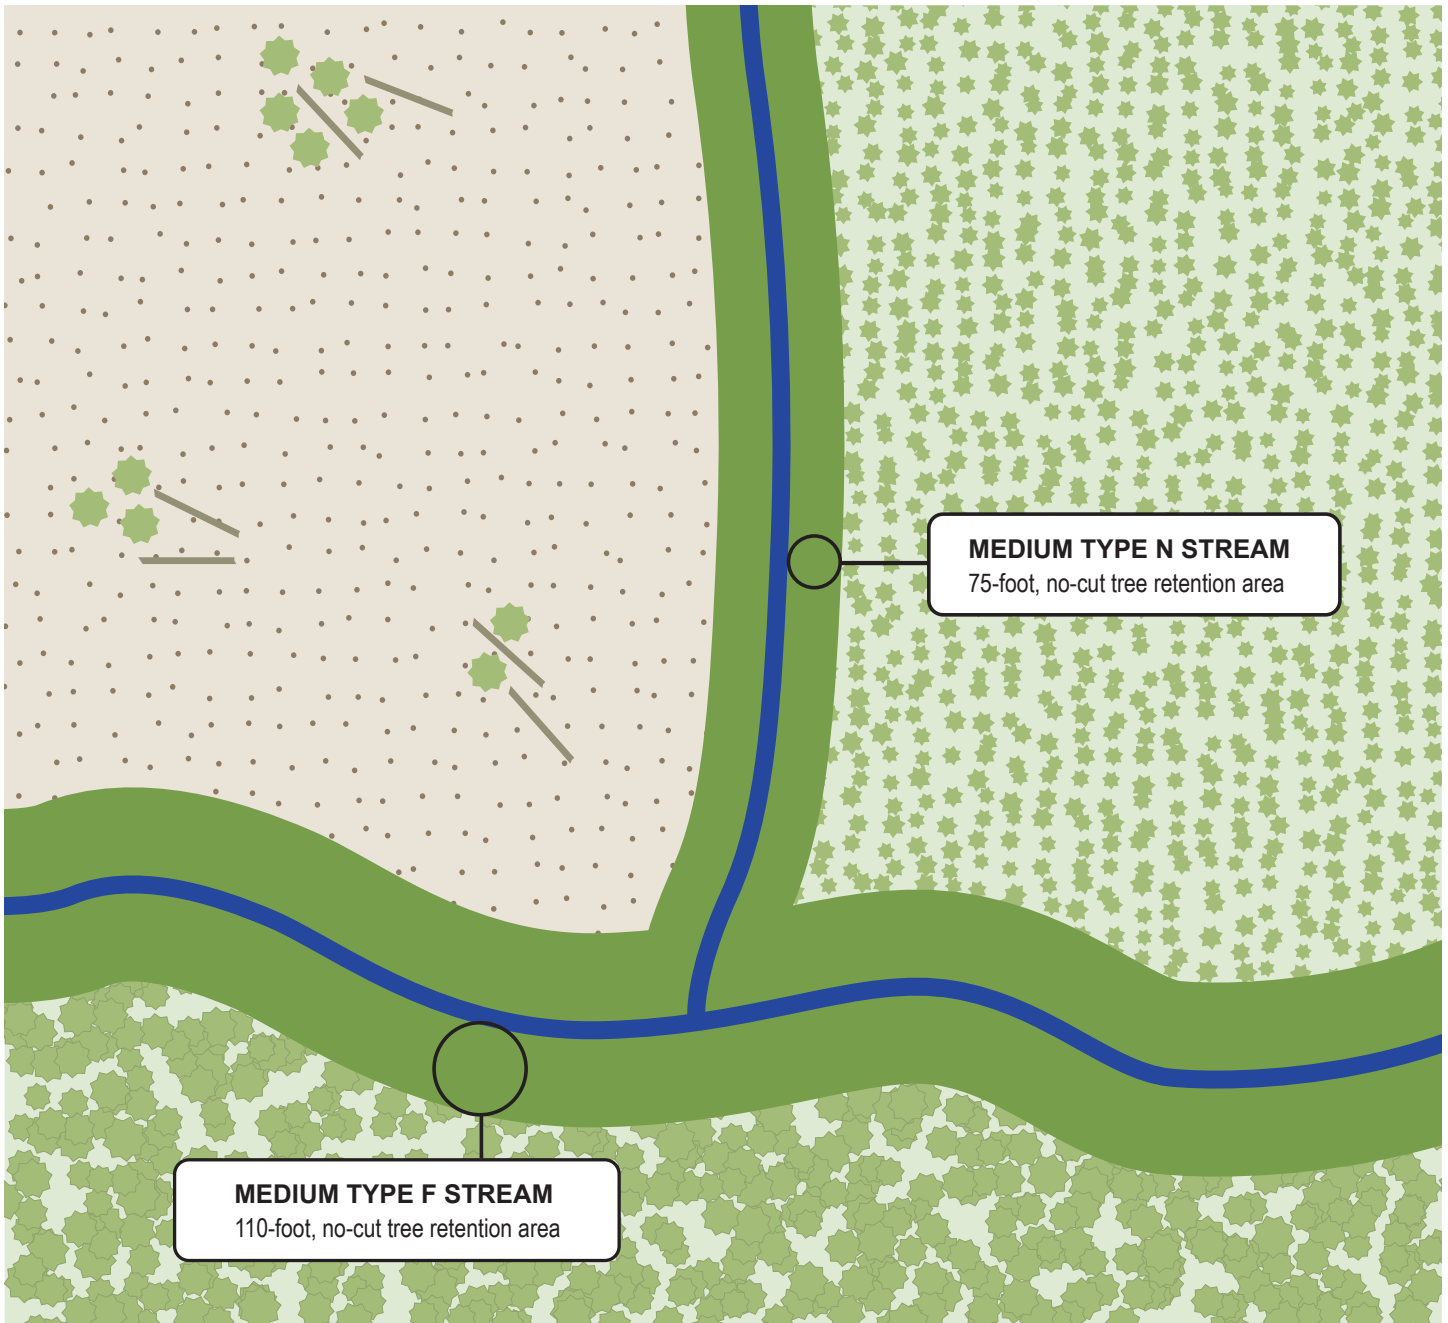 MEDIUM TYPE N STREAM
75-foot, no-cut tree retention area
MEDIUM TYPE F STREAM
110-foot, no-cut tree retention area